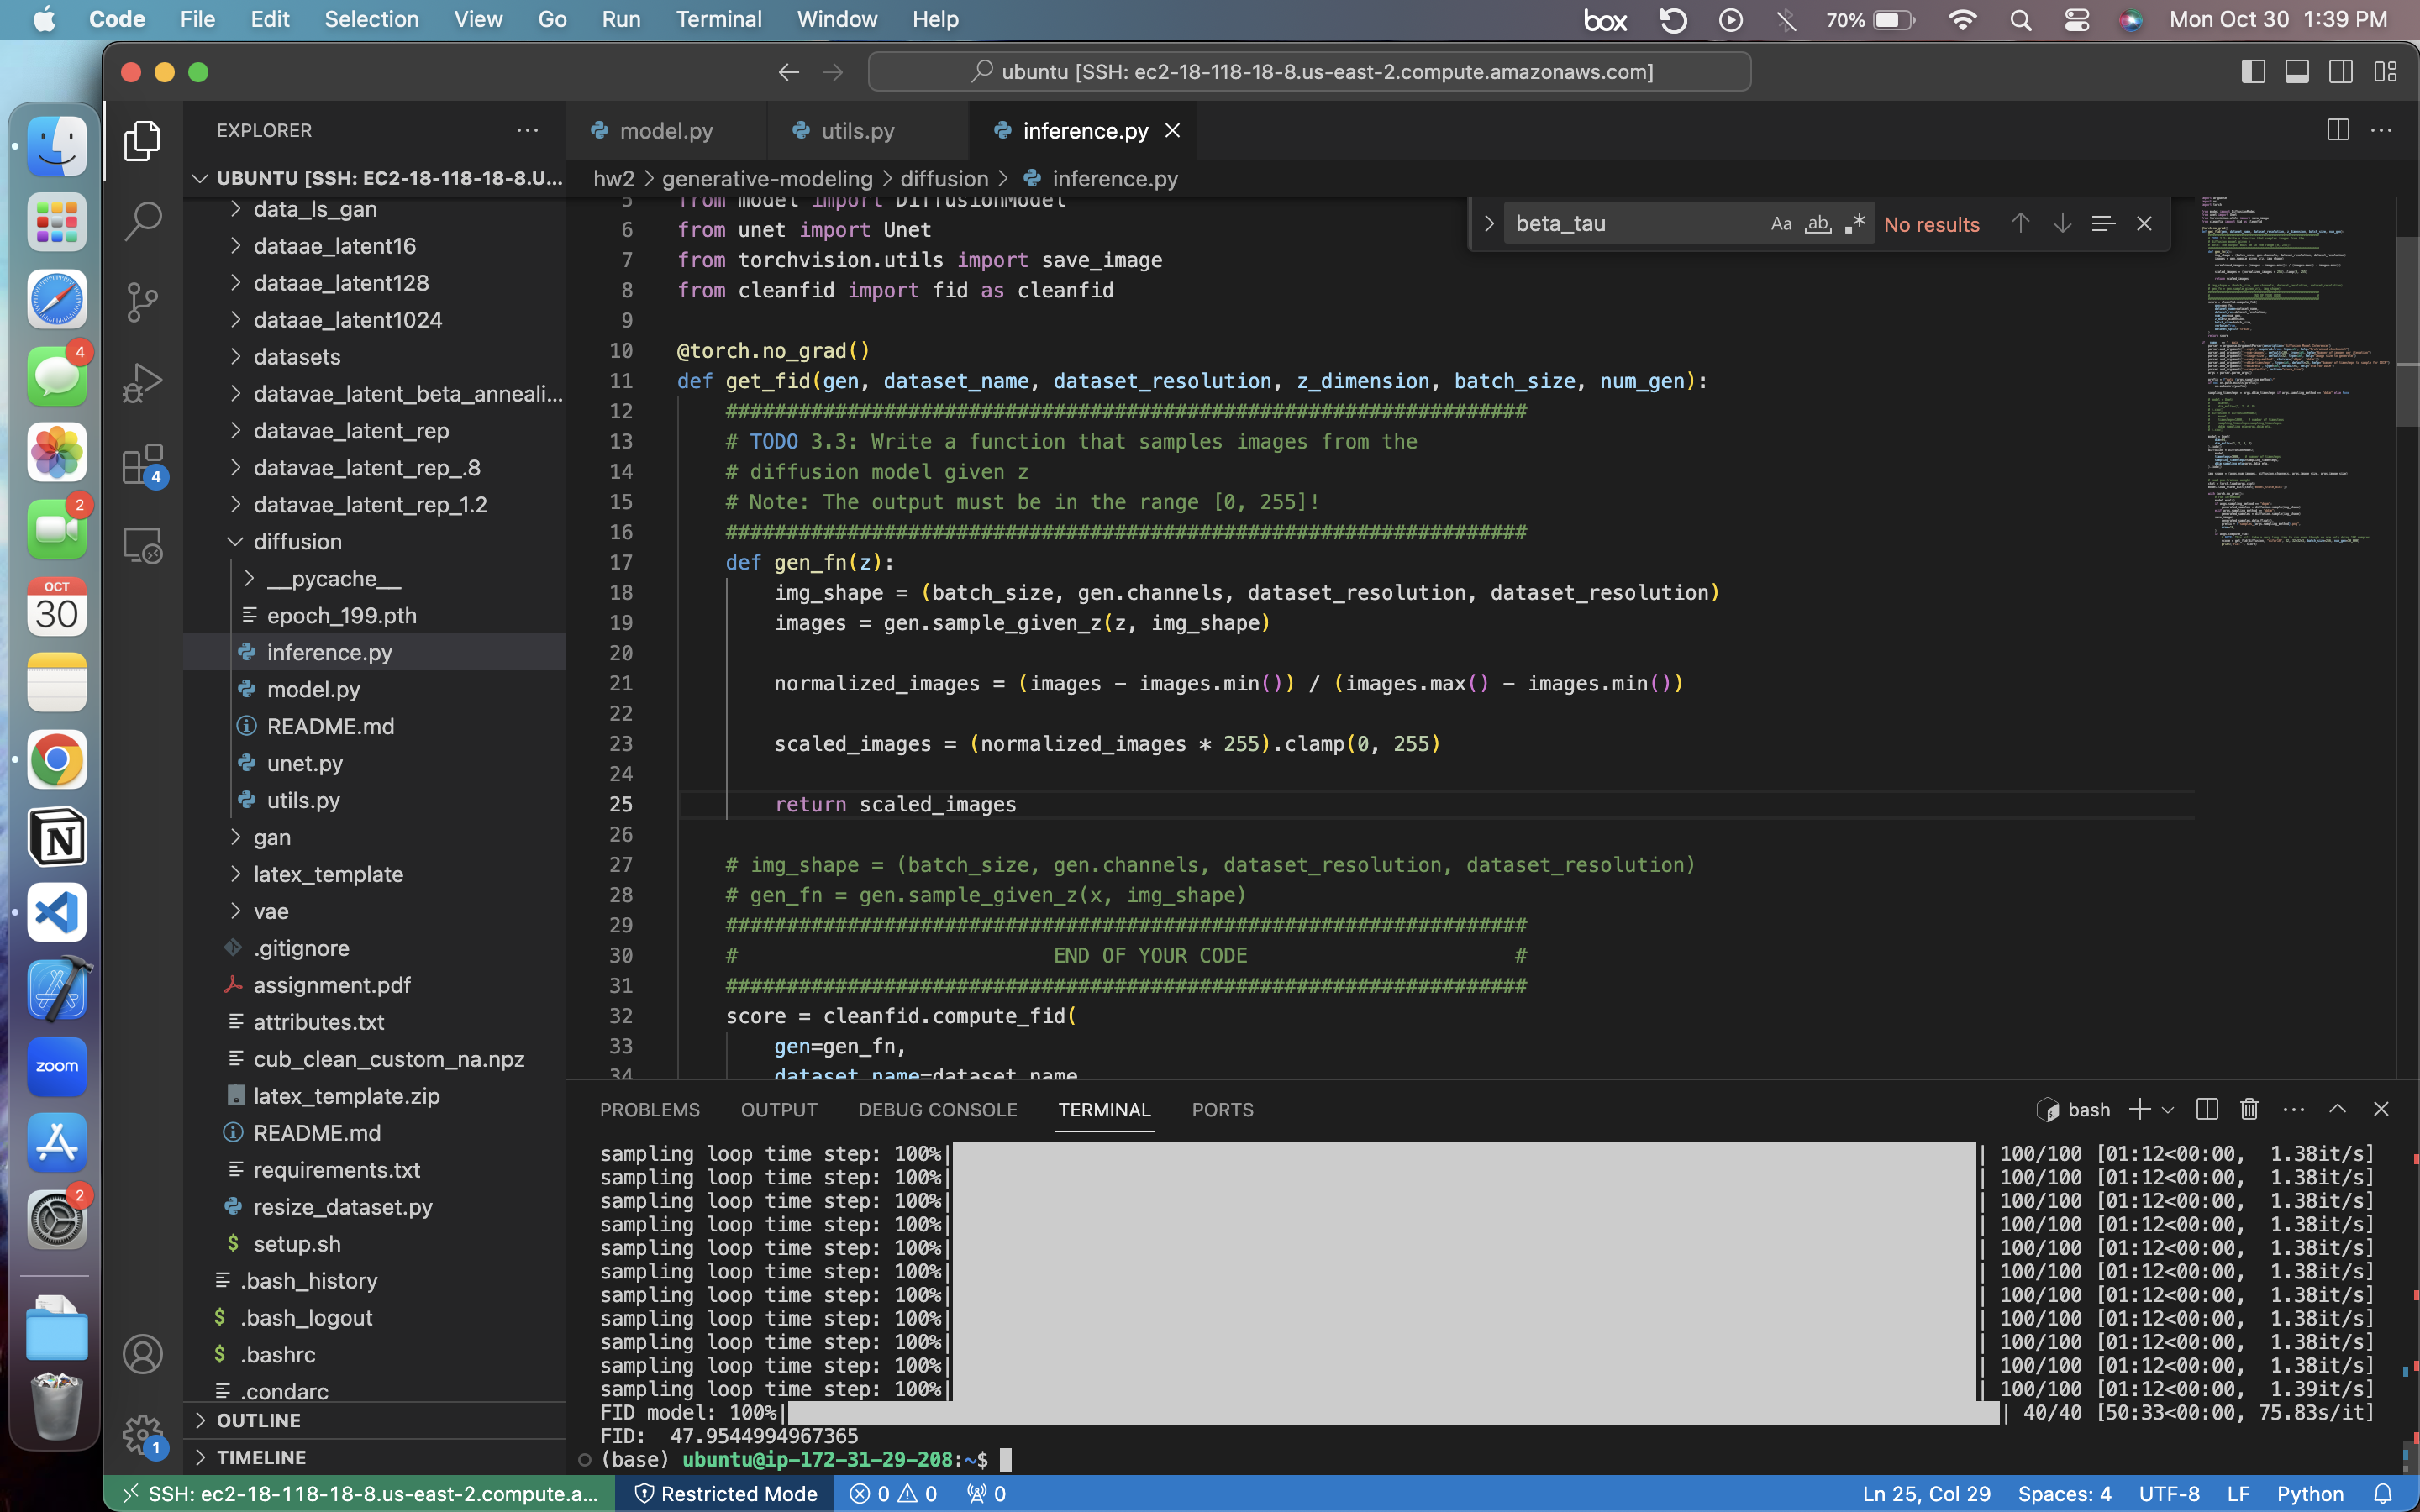 Code File Edit Selection View Go Run Terminal Window Help
box 70% Mon Oct 30 1:39 PM
ubuntu [SSH: ec2-18-118-18-8.us-east-2.compute.amazonaws.com]
EXPLORER
UBUNTU [SSH: EC2-18-118-18-8.U...
data_ls_gan
dataae_latent16
dataae_latent128
dataae_latent1024
datasets
datavae_latent_beta_anneali...
datavae_latent_rep
datavae_latent_rep_.8
datavae_latent_rep_1.2
diffusion
__pycache__
epoch_199.pth
inference.py
model.py
README.md
unet.py
utils.py
gan
latex_template
vae
.gitignore
assignment.pdf
attributes.txt
cub_clean_custom_na.npz
latex_template.zip
README.md
requirements.txt
resize_dataset.py
setup.sh
.bash_history
.bash_logout
.bashrc
.condarc
OUTLINE
TIMELINE
4
2
OCT
30
zoom
2
4
1
model.py utils.py inference.py
hw2 > generative-modeling > diffusion > inference.py
beta_tau Aa ab .* No results
5 from model import DiffusionModel
6 from unet import Unet
7 from torchvision.utils import save_image
8 from cleanfid import fid as cleanfid
9
10 @torch.no_grad()
11 def get_fid(gen, dataset_name, dataset_resolution, z_dimension, batch_size, num_gen):
12 ##################################################################
13 # TODO 3.3: Write a function that samples images from the
14 # diffusion model given z
15 # Note: The output must be in the range [0, 255]!
16 ##################################################################
17 def gen_fn(z):
18 img_shape = (batch_size, gen.channels, dataset_resolution, dataset_resolution)
19 images = gen.sample_given_z(z, img_shape)
20
21 normalized_images = (images - images.min()) / (images.max() - images.min())
22
23 scaled_images = (normalized_images * 255).clamp(0, 255)
24
25 return scaled_images
26
27 # img_shape = (batch_size, gen.channels, dataset_resolution, dataset_resolution)
28 # gen_fn = gen.sample_given_z(x, img_shape)
29 ##################################################################
30 # END OF YOUR CODE #
31 ##################################################################
32 score = cleanfid.compute_fid(
33 gen=gen_fn,
34 dataset_name=dataset_name
PROBLEMS OUTPUT DEBUG CONSOLE TERMINAL PORTS
bash
sampling loop time step: 100%| | 100/100 [01:12<00:00, 1.38it/s]
sampling loop time step: 100%| | 100/100 [01:12<00:00, 1.38it/s]
sampling loop time step: 100%| | 100/100 [01:12<00:00, 1.38it/s]
sampling loop time step: 100%| | 100/100 [01:12<00:00, 1.38it/s]
sampling loop time step: 100%| | 100/100 [01:12<00:00, 1.38it/s]
sampling loop time step: 100%| | 100/100 [01:12<00:00, 1.38it/s]
sampling loop time step: 100%| | 100/100 [01:12<00:00, 1.38it/s]
sampling loop time step: 100%| | 100/100 [01:12<00:00, 1.38it/s]
sampling loop time step: 100%| | 100/100 [01:12<00:00, 1.38it/s]
sampling loop time step: 100%| | 100/100 [01:12<00:00, 1.38it/s]
sampling loop time step: 100%| | 100/100 [01:12<00:00, 1.39it/s]
FID model: 100%| | 40/40 [50:33<00:00, 75.83s/it]
FID: 47.9544994967365
(base) ubuntu@ip-172-31-29-208:~$
SSH: ec2-18-118-18-8.us-east-2.compute.a... Restricted Mode 0 0 0 Ln 25, Col 29 Spaces: 4 UTF-8 LF Python